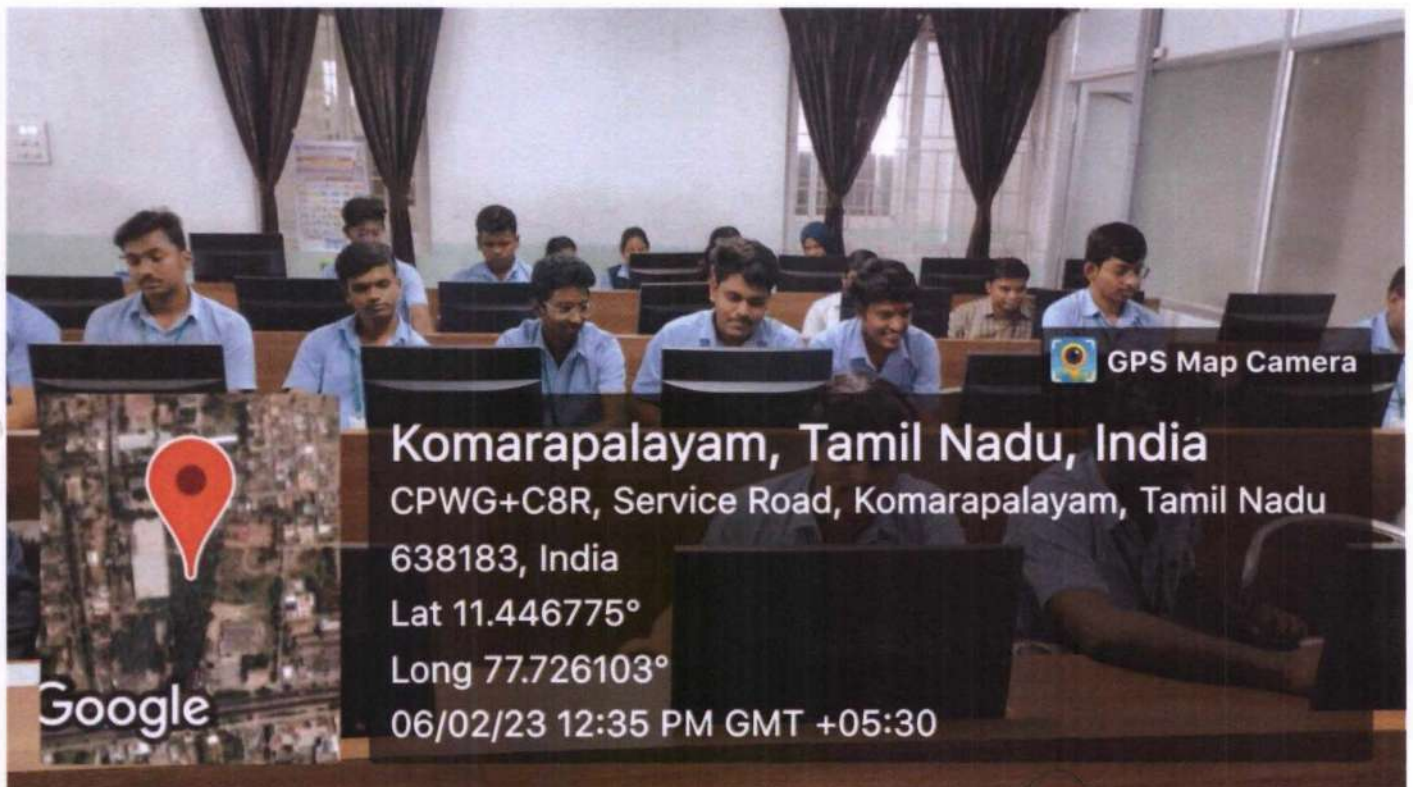 GPS Map Camera
Komarapalayam, Tamil Nadu, India
CPWG+C8R, Service Road, Komarapalayam, Tamil Nadu
638183, India
Lat 11.446775°
Long 77.726103°
06/02/23 12:35 PM GMT +05:30
Google